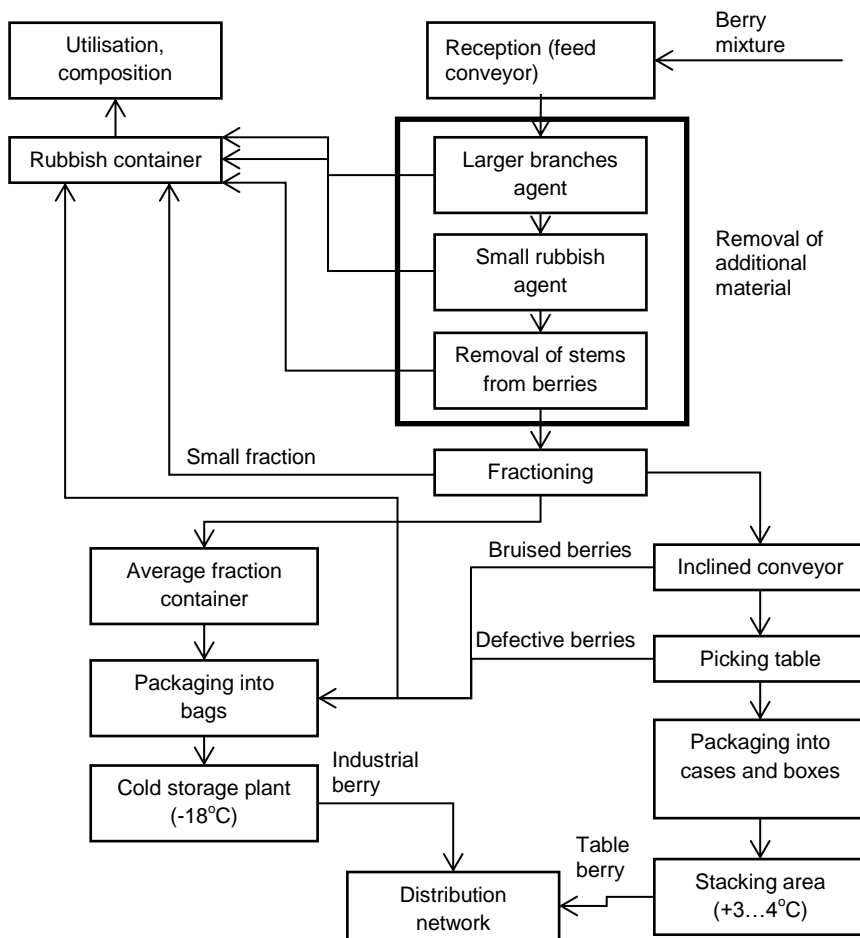 Utilisation,
composition
Reception (feed
conveyor)
Berry
mixture
Rubbish container
Larger branches
agent
Small rubbish
agent
Removal of
additional
material
Removal of stems
from berries
Small fraction
Fractioning
Average fraction
container
Bruised berries
Inclined conveyor
Defective berries
Picking table
Packaging into
bags
Packaging into
cases and boxes
Cold storage plant
(-18°C)
Industrial
berry
Table
berry
Distribution
network
Stacking area
(+3...4°C)